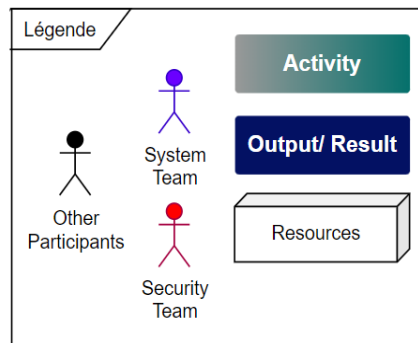 Légende
Activity
System
Team
Output/ Result
Other
Participants
Resources
Security
Team